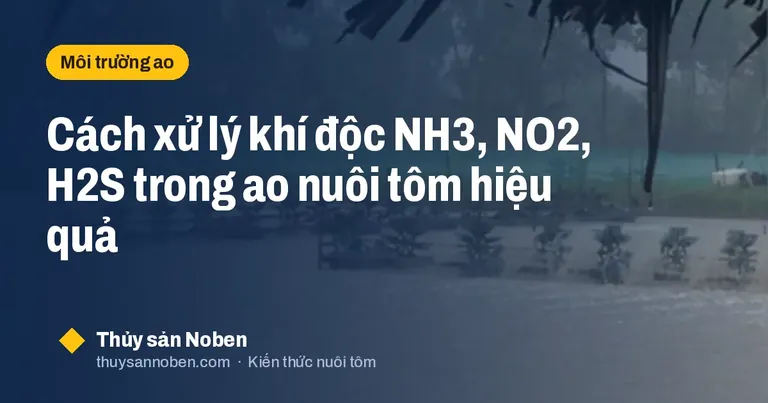 Môi trường ao
Cách xử lý khí độc NH3, NO2,
H2S trong ao nuôi tôm hiệu
quả
Thủy sản Noben
thuysannoben.com · Kiến thức nuôi tôm